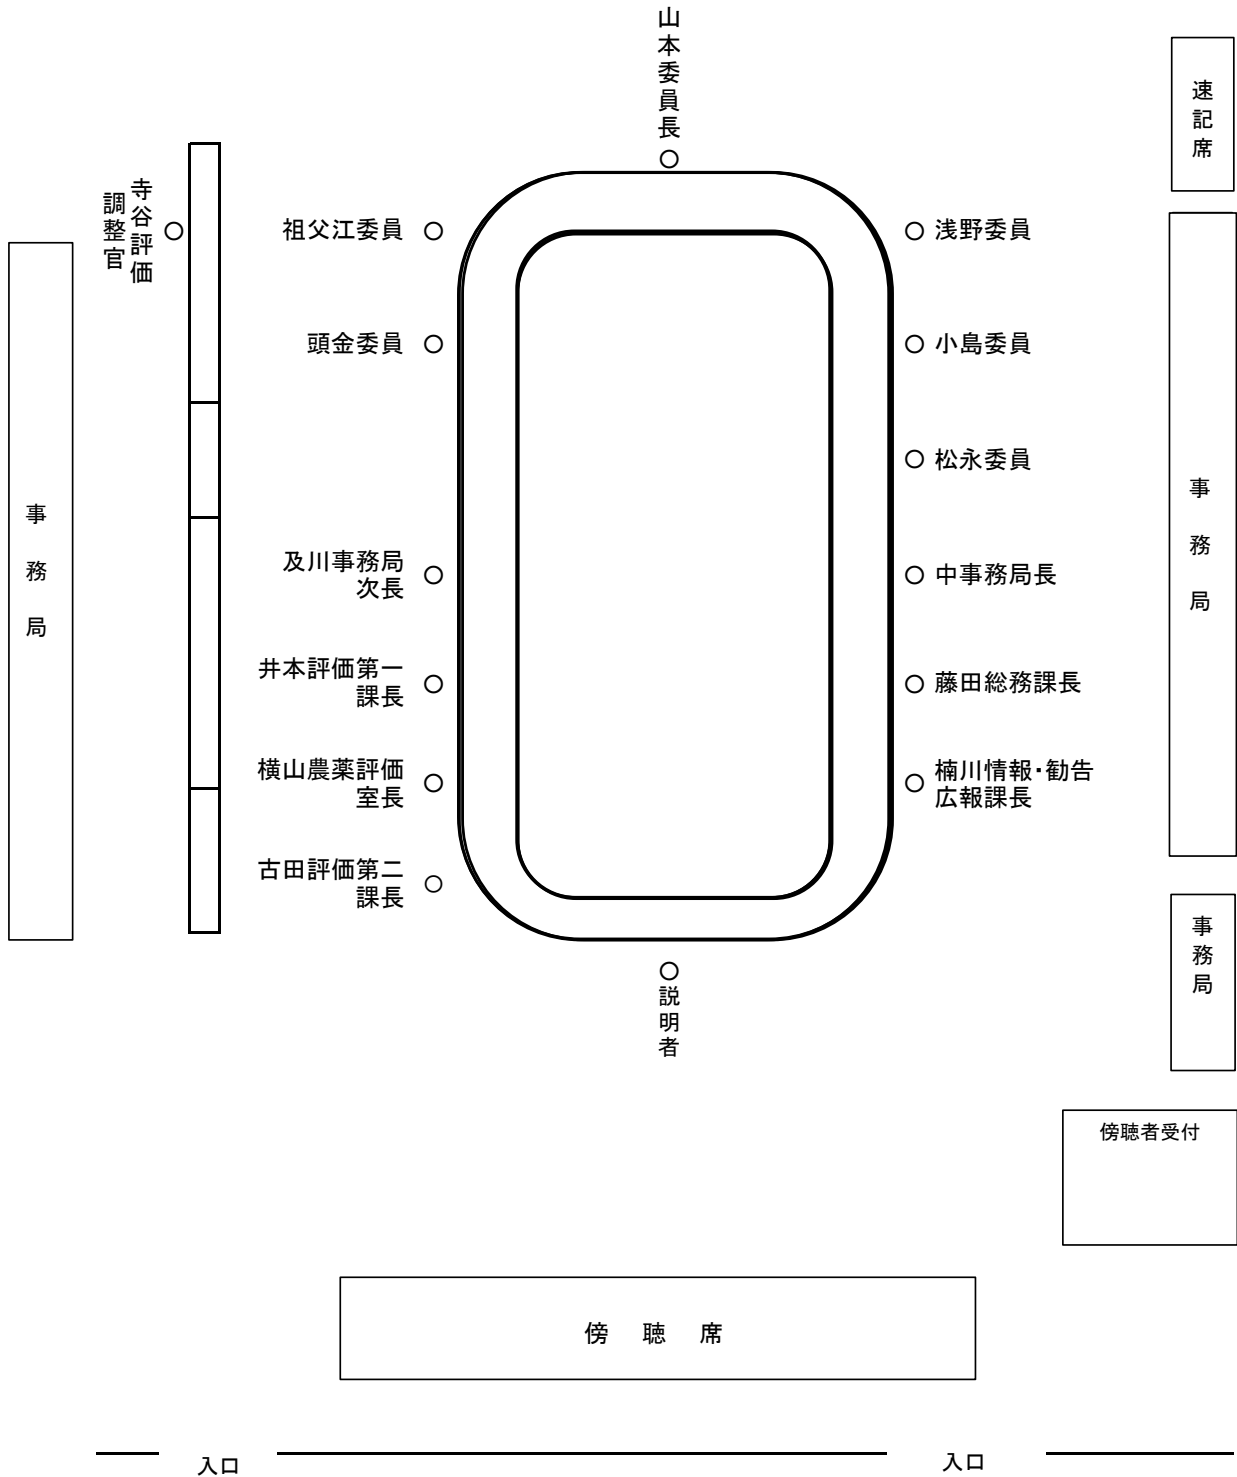 山本委員長
速記席
寺谷評価
調整官
祖父江委員
浅野委員
頭金委員
小島委員
松永委員
事務局
事務局
及川事務局
次長
中事務局長
井本評価第一
課長
藤田総務課長
横山農薬評価
室長
楠川情報・勧告
広報課長
古田評価第二
課長
事務局
説明者
傍聴者受付
傍 聴 席
入口
入口